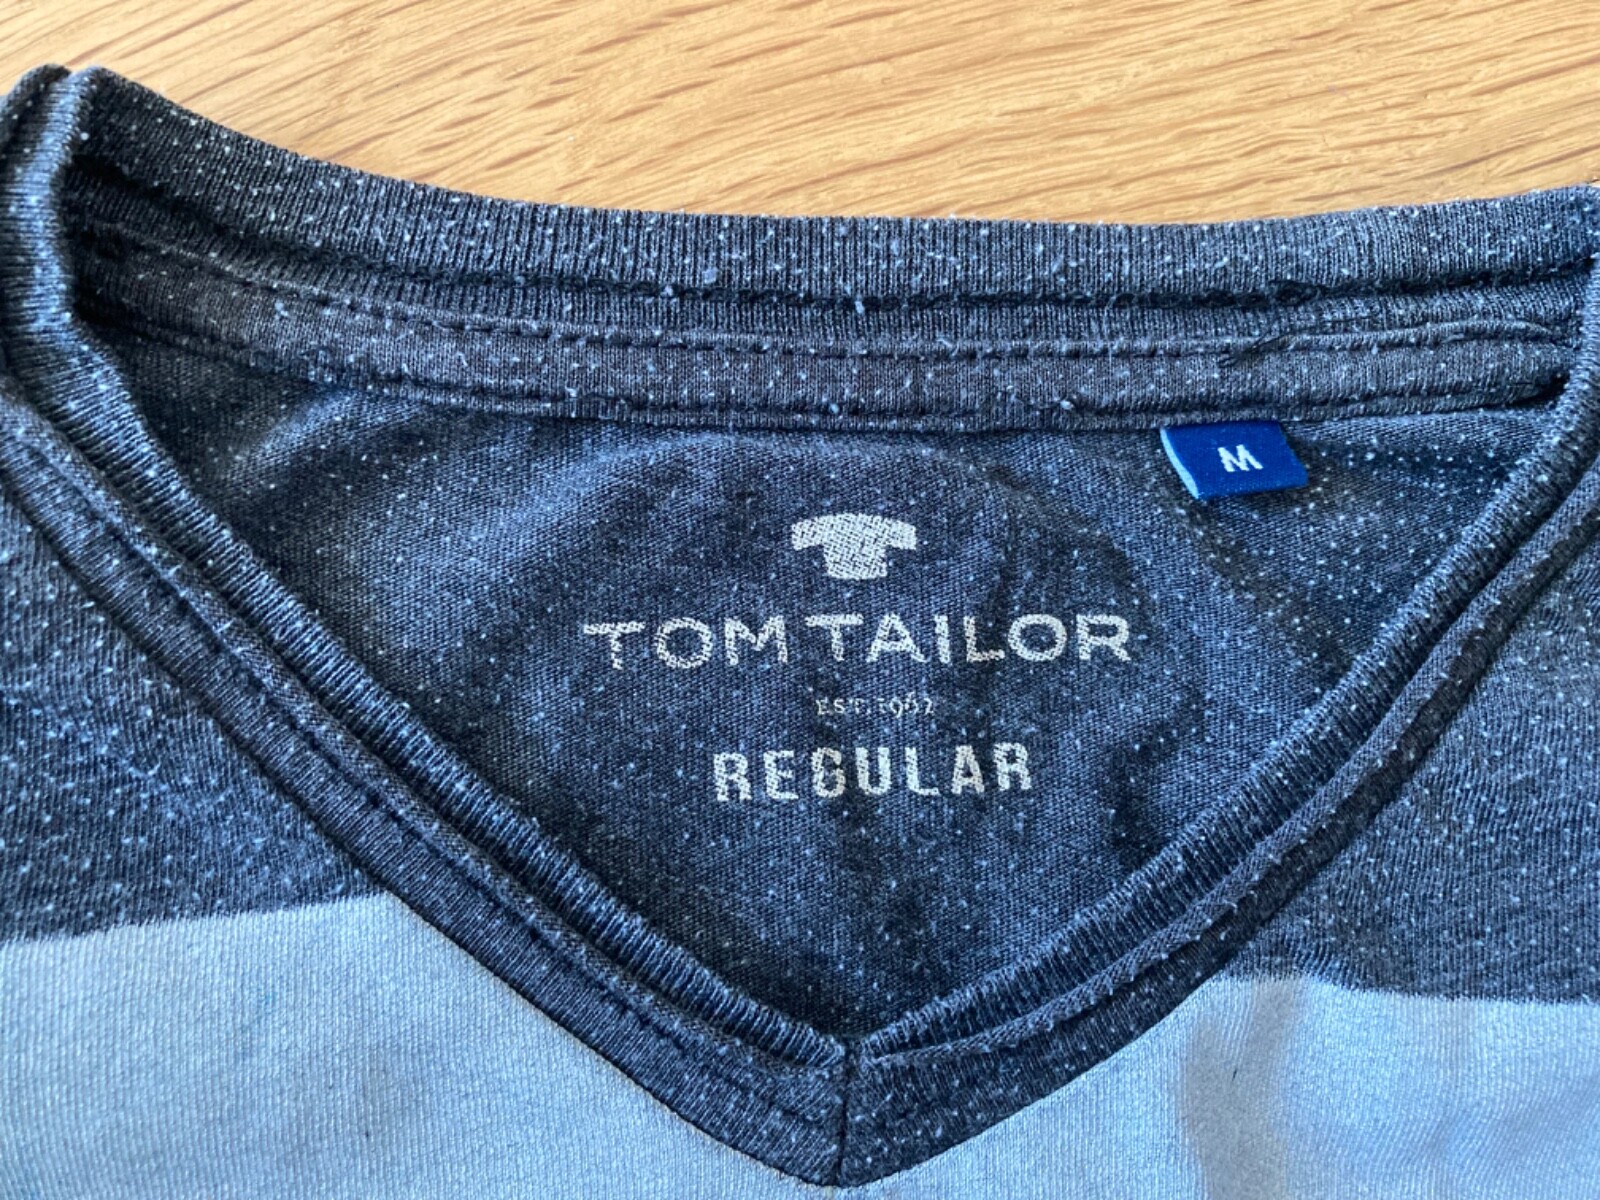 M
TOM TAILOR
EST. 1962
REGULAR